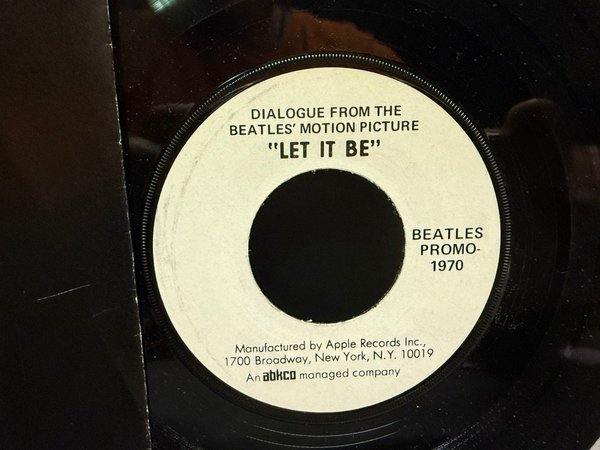 DIALOGUE FROM THE
BEATLES' MOTION PICTURE
"LET IT BE"
BEATLES
PROMO-
1970
Manufactured by Apple Records Inc.,
1700 Broadway, New York, N.Y. 10019
An abkco managed company